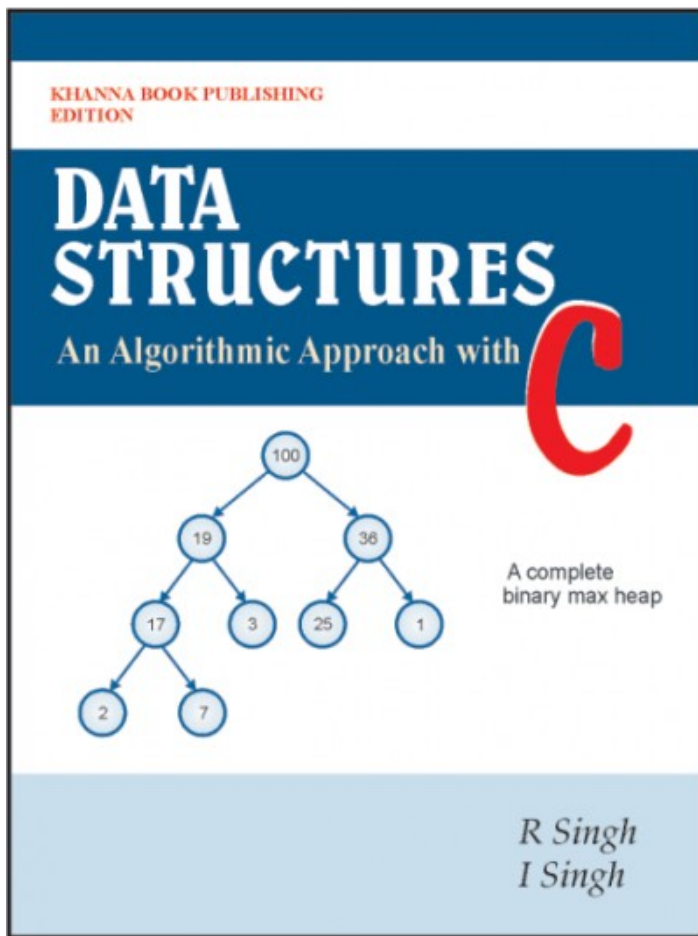 KHANNA BOOK PUBLISHING
EDITION
DATA
STRUCTURES
An Algorithmic Approach with C
100
19 36
17 3 25 1
2 7
A complete
binary max heap
R Singh
I Singh